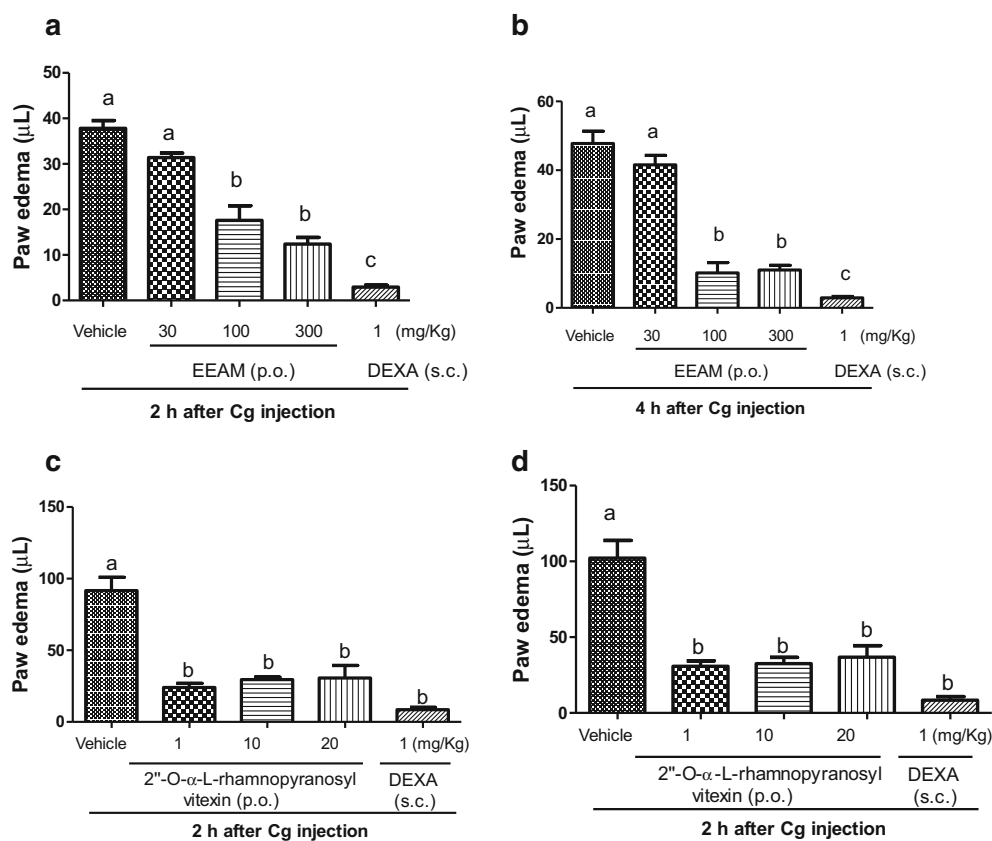 a
50
40
30
20
10
0
Paw edema (μL)
a
a
b
b
c
Vehicle 30 100 300 1 (mg/Kg)
EEAM (p.o.) DEXA (s.c.)
2 h after Cg injection
b
60
40
20
0
Paw edema (μL)
a
a
b
b
c
Vehicle 30 100 300 1 (mg/Kg)
EEAM (p.o.) DEXA (s.c.)
4 h after Cg injection
c
150
100
50
0
Paw edema (μL)
a
b
b
b
b
Vehicle 1 10 20 1 (mg/Kg)
2"-O-α-L-rhamnopyranosyl DEXA
vitexin (p.o.) (s.c.)
2 h after Cg injection
d
150
100
50
0
Paw edema (μL)
a
b
b
b
b
Vehicle 1 10 20 1 (mg/Kg)
2"-O-α-L-rhamnopyranosyl DEXA
vitexin (p.o.) (s.c.)
2 h after Cg injection